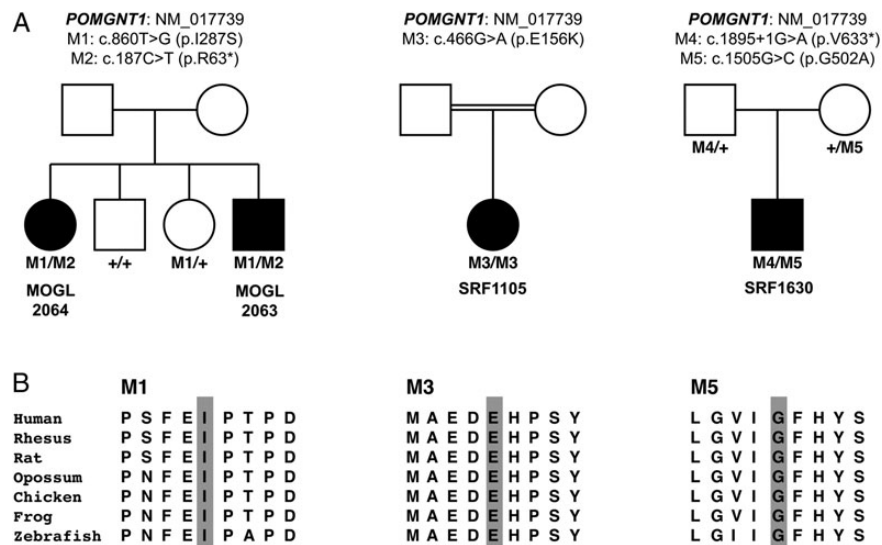 A
POMGNT1: NM_017739
M1: c.860T>G (p.I287S)
M2: c.187C>T (p.R63*)
POMGNT1: NM_017739
M3: c.466G>A (p.E156K)
POMGNT1: NM_017739
M4: c.1895+1G>A (p.V633*)
M5: c.1505G>C (p.G502A)
M4/+ +/M5
M1/M2 +/+ M1/+ M1/M2
MOGL
2064
MOGL
2063
M3/M3
SRF1105
M4/M5
SRF1630
B
M1 M3 M5
Human P S F E I P T P D M A E D E H P S Y L G V I G F H Y S
Rhesus P S F E I P T P D M A E D E H P S Y L G V I G F H Y S
Rat P S F E I P T P D M A E D E H P S Y L G V I G F H Y S
Opossum P N F E I P T P D M A E D E H P S Y L G V I G F H Y S
Chicken P N F E I P T P D M A E D E H P S Y L G V I G F H Y S
Frog P N F E I P T P D M A E D E H P S Y L G V I G F H Y S
Zebrafish P N F E I P A P D M A E D E H P S Y L G I I G F H Y S